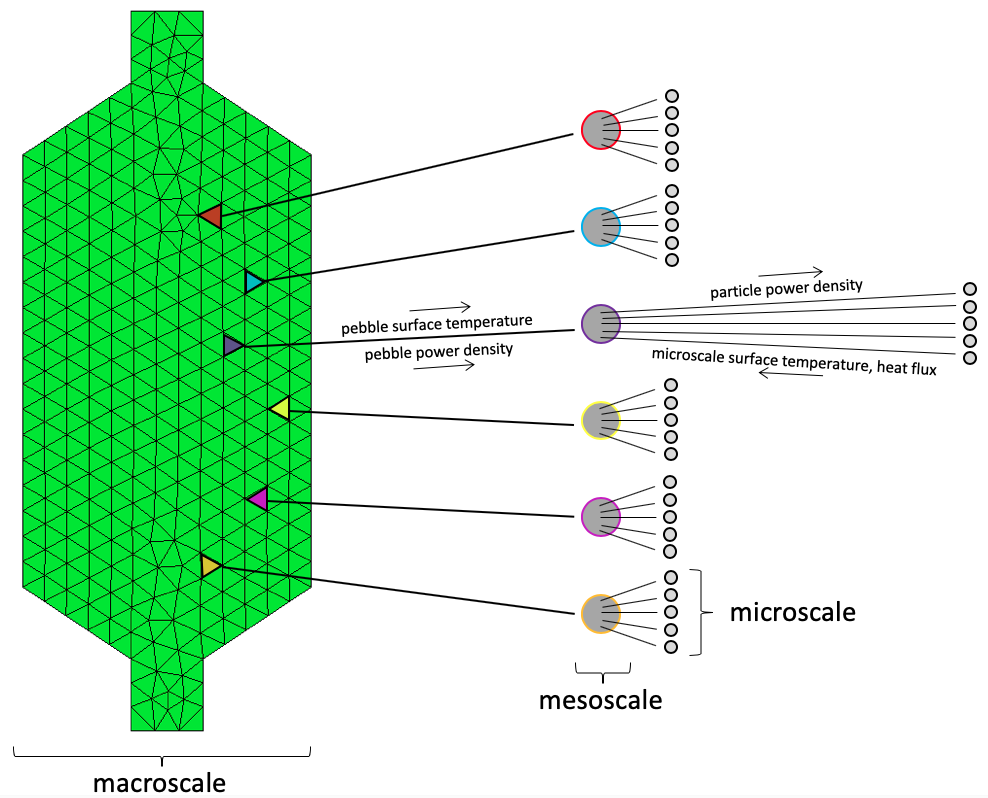 particle power density
pebble surface temperature
pebble power density
microscale surface temperature, heat flux
microscale
mesoscale
macroscale